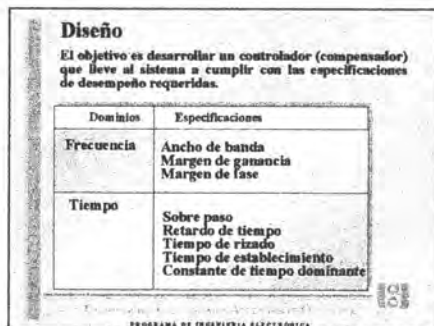 Diseño
El objetivo es desarrollar un controlador (compensador)
que lleve al sistema a cumplir con las especificaciones
de desempeño requeridas.
Dominios Especificaciones
Frecuencia Ancho de banda
Margen de ganancia
Margen de fase
Tiempo
Sobre paso
Retardo de tiempo
Tiempo de rizado
Tiempo de establecimiento
Constante de tiempo dominante
PROGRAMA DE INGENIERIA ELECTRONICA